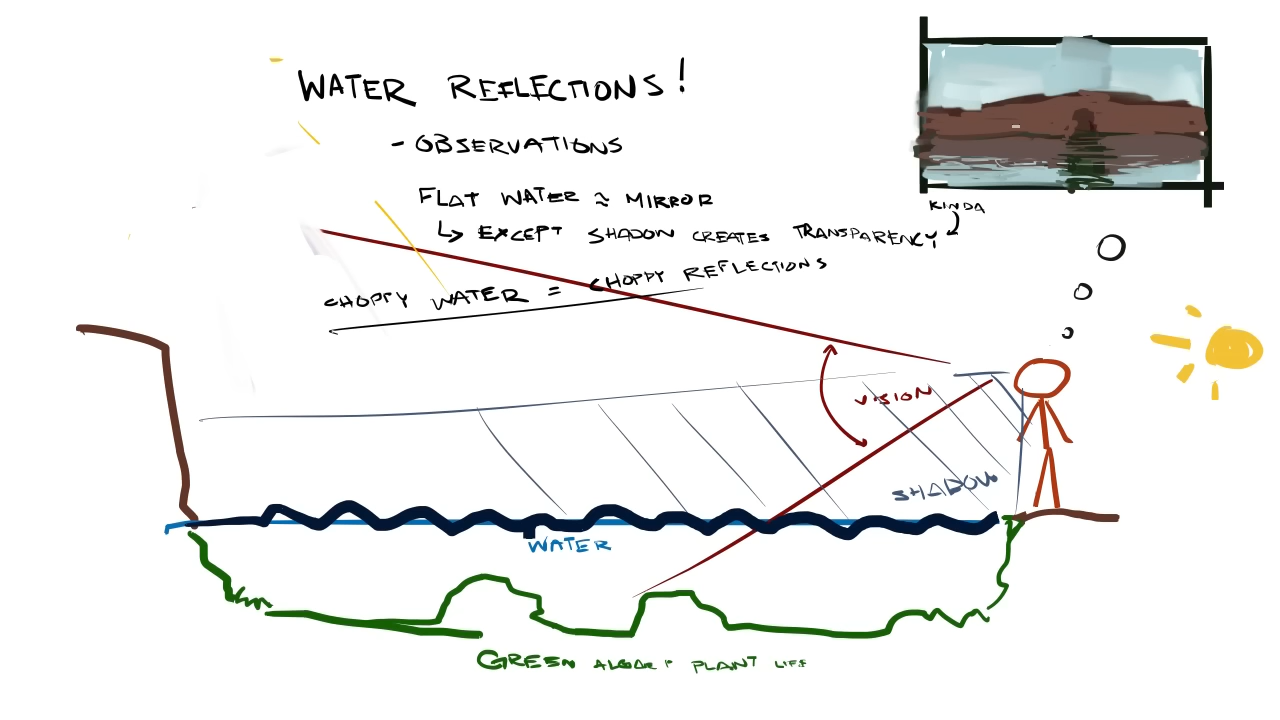 WATER REFLECTIONS!
- OBSERVATIONS
FLAT WATER ≈ MIRROR
KINDA
↳ EXCEPT SHADOW CREATES TRANSPARENCY
CHOPPY WATER = CHOPPY REFLECTIONS
VISION
SHADOW
WATER
GREEN PLANT LIFE